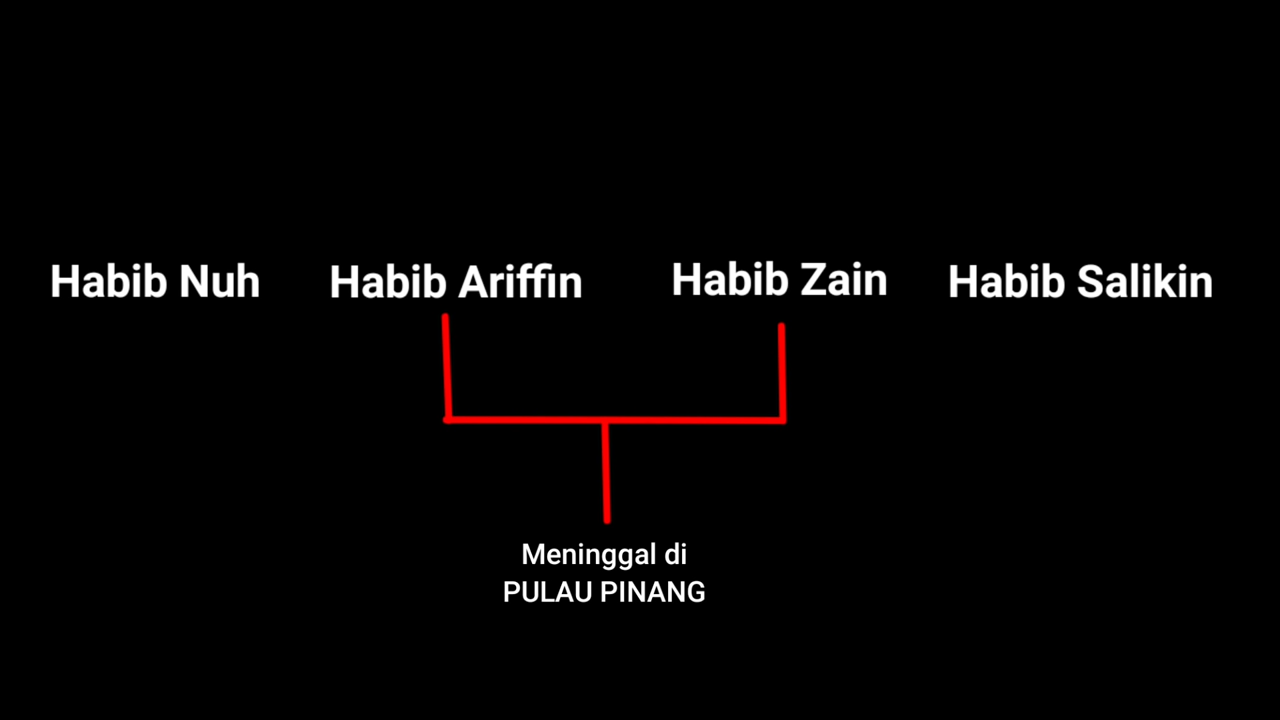 Habib Nuh
Habib Ariffin
Habib Zain
Habib Salikin
Meninggal di
PULAU PINANG